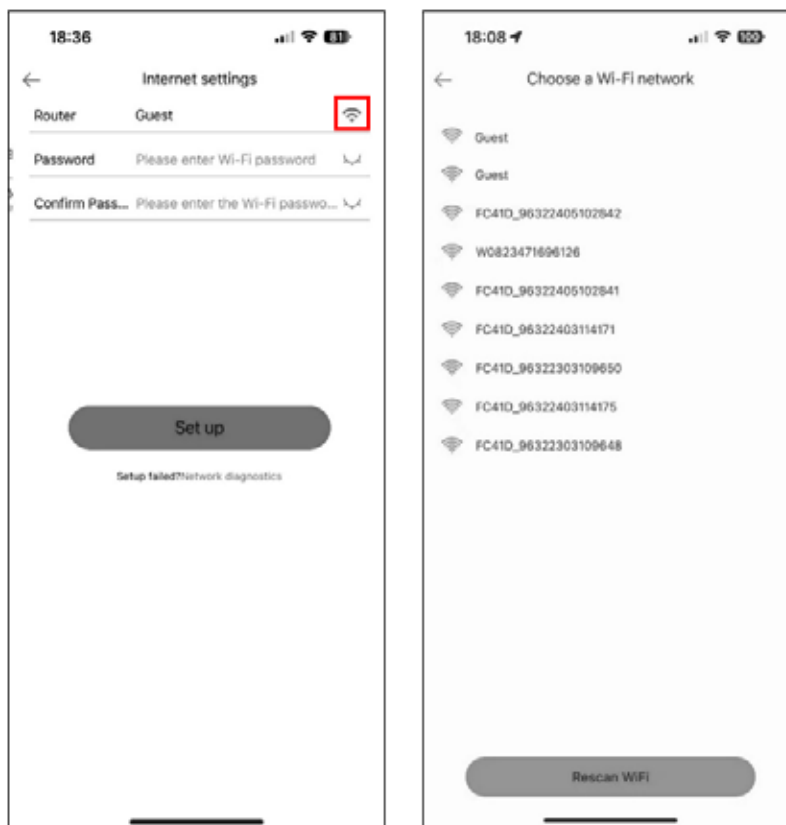 18:36
81
Internet settings
Router Guest
Password Please enter Wi-Fi password
Confirm Pass... Please enter the Wi-Fi passwo...
Set up
Setup failed?Network diagnostics
18:08
100
Choose a Wi-Fi network
Guest
Guest
FC41D_96322405102842
W0823471696126
FC41D_96322405102841
FC41D_96322403114171
FC41D_96322303109650
FC41D_96322403114175
FC41D_96322303109648
Rescan WiFi